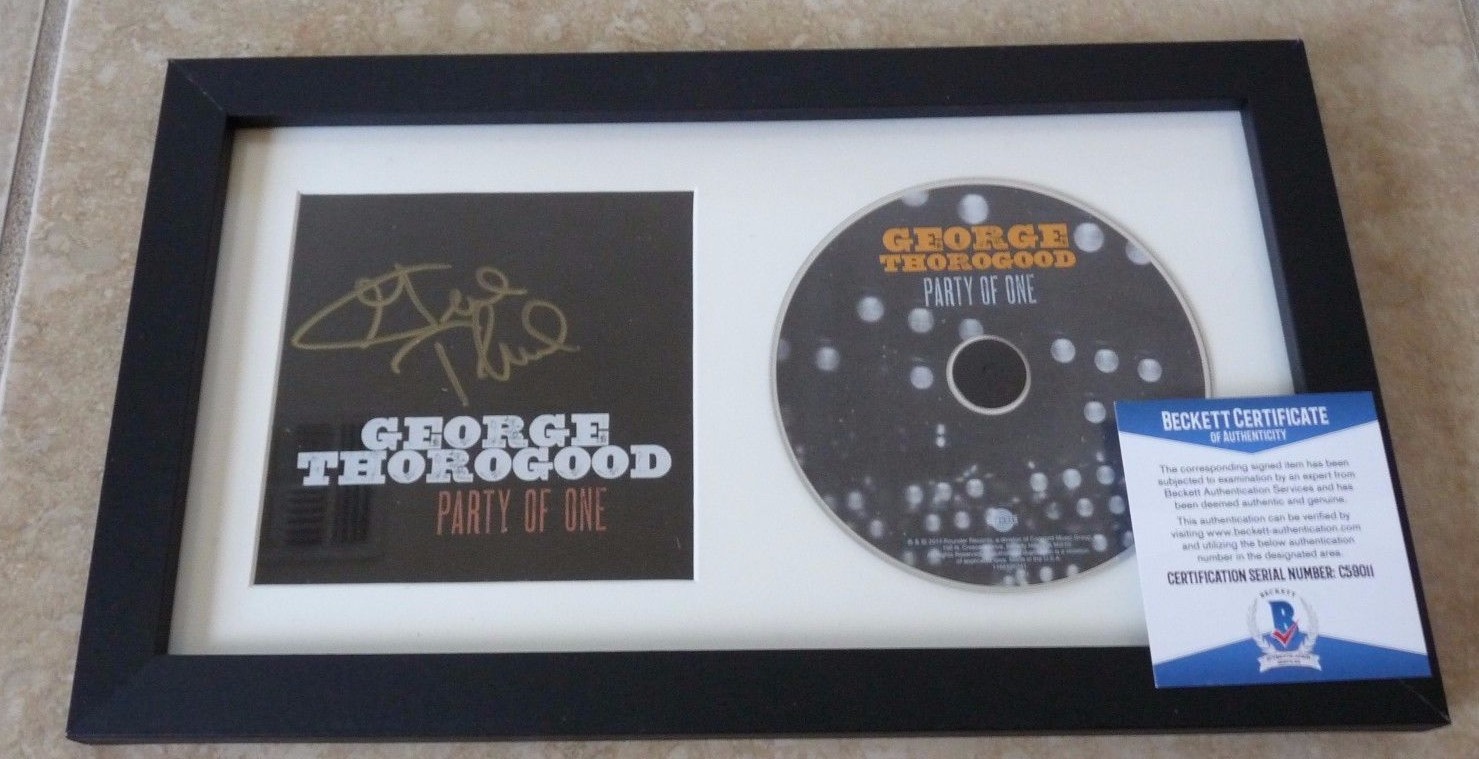 GEORGE
THOROGOOD
PARTY OF ONE
GEORGE
THOROGOOD
PARTY OF ONE
BECKETT CERTIFICATE
OF AUTHENTICITY
The corresponding signed item has been
subjected to examination by an expert from
Beckett Authentication Services and has
been deemed authentic and genuine.
This authentication can be verified by
visiting www.beckett-authentication.com
and utilizing the below authentication
number in the designated area.
CERTIFICATION SERIAL NUMBER: C59011
BECKETT
B